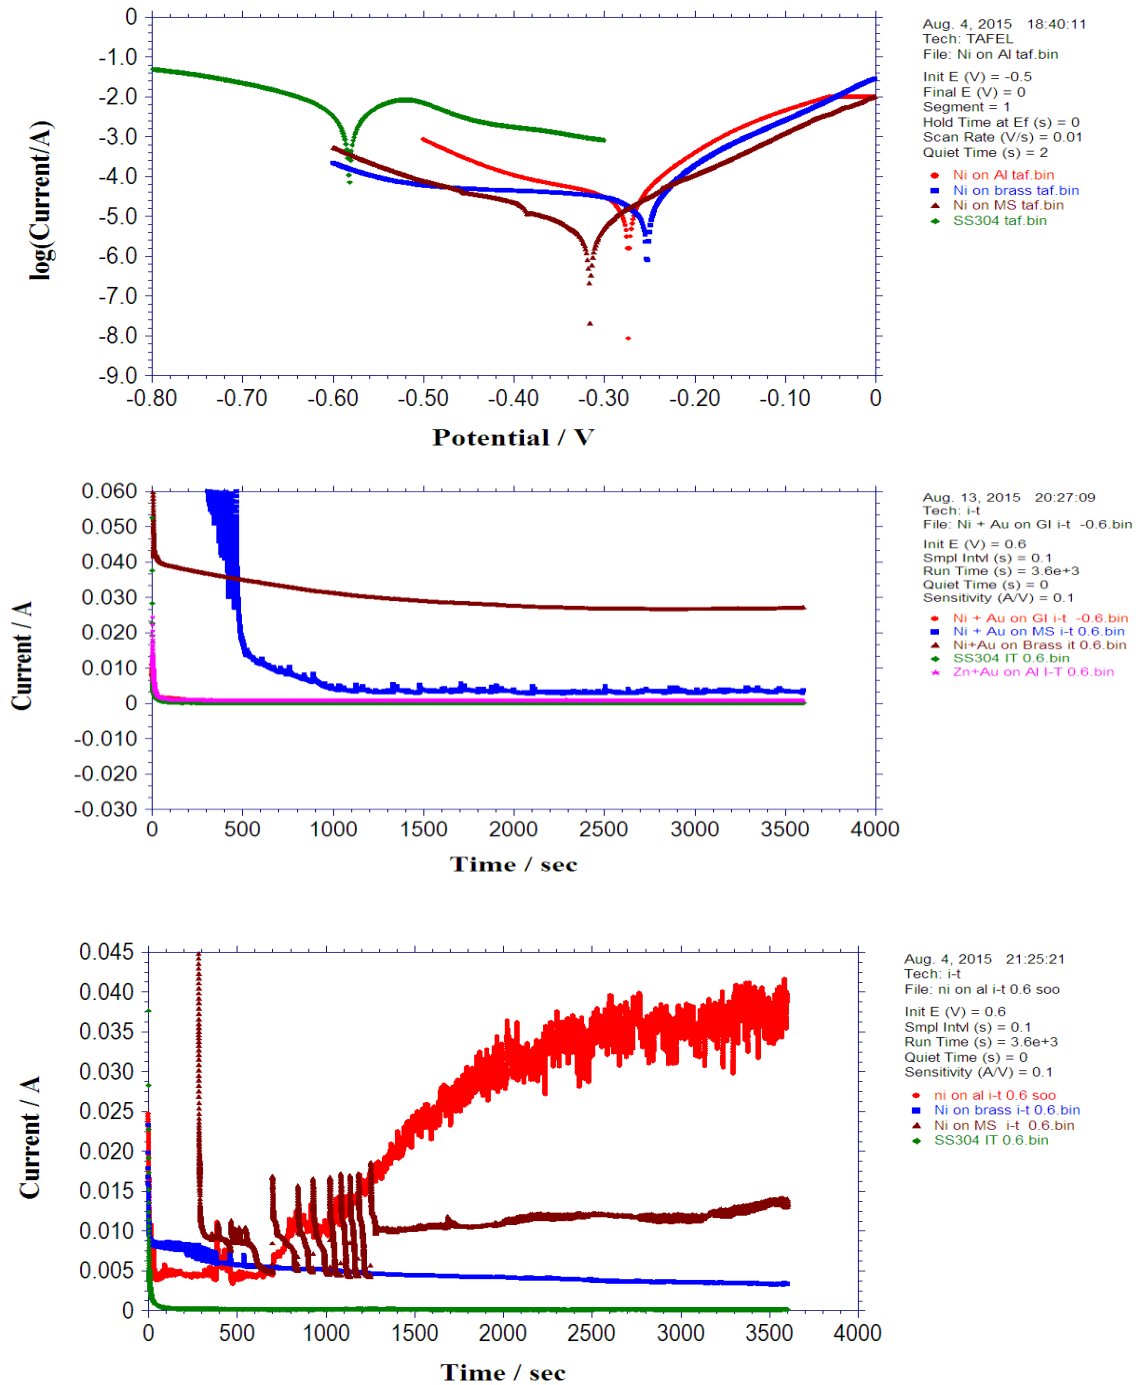 0
-1.0
-2.0
-3.0
-4.0
-5.0
-6.0
-7.0
-8.0
-9.0
log(Current/A)
-0.80 -0.70 -0.60 -0.50 -0.40 -0.30 -0.20 -0.10 0
Potential / V
Aug. 4, 2015 18:40:11
Tech: TAFEL
File: Ni on Al taf.bin
Init E (V) = -0.5
Final E (V) = 0
Segment = 1
Hold Time at Ef (s) = 0
Scan Rate (V/s) = 0.01
Quiet Time (s) = 2
Ni on Al taf.bin
Ni on brass taf.bin
Ni on MS taf.bin
SS304 taf.bin
0.060
0.050
0.040
0.030
0.020
0.010
0
-0.010
-0.020
-0.030
Current / A
0 500 1000 1500 2000 2500 3000 3500 4000
Time / sec
Aug. 13, 2015 20:27:09
Tech: i-t
File: Ni + Au on GI i-t -0.6.bin
Init E (V) = 0.6
Smpl Intvl (s) = 0.1
Run Time (s) = 3.6e+3
Quiet Time (s) = 0
Sensitivity (A/V) = 0.1
Ni + Au on GI i-t -0.6.bin
Ni + Au on MS i-t 0.6.bin
Ni+Au on Brass it 0.6.bin
SS304 IT 0.6.bin
Zn+Au on Al I-T 0.6.bin
0.045
0.040
0.035
0.030
0.025
0.020
0.015
0.010
0.005
0
Current / A
0 500 1000 1500 2000 2500 3000 3500 4000
Time / sec
Aug. 4, 2015 21:25:21
Tech: i-t
File: ni on al i-t 0.6 soo
Init E (V) = 0.6
Smpl Intvl (s) = 0.1
Run Time (s) = 3.6e+3
Quiet Time (s) = 0
Sensitivity (A/V) = 0.1
ni on al i-t 0.6 soo
Ni on brass i-t 0.6.bin
Ni on MS i-t 0.6.bin
SS304 IT 0.6.bin